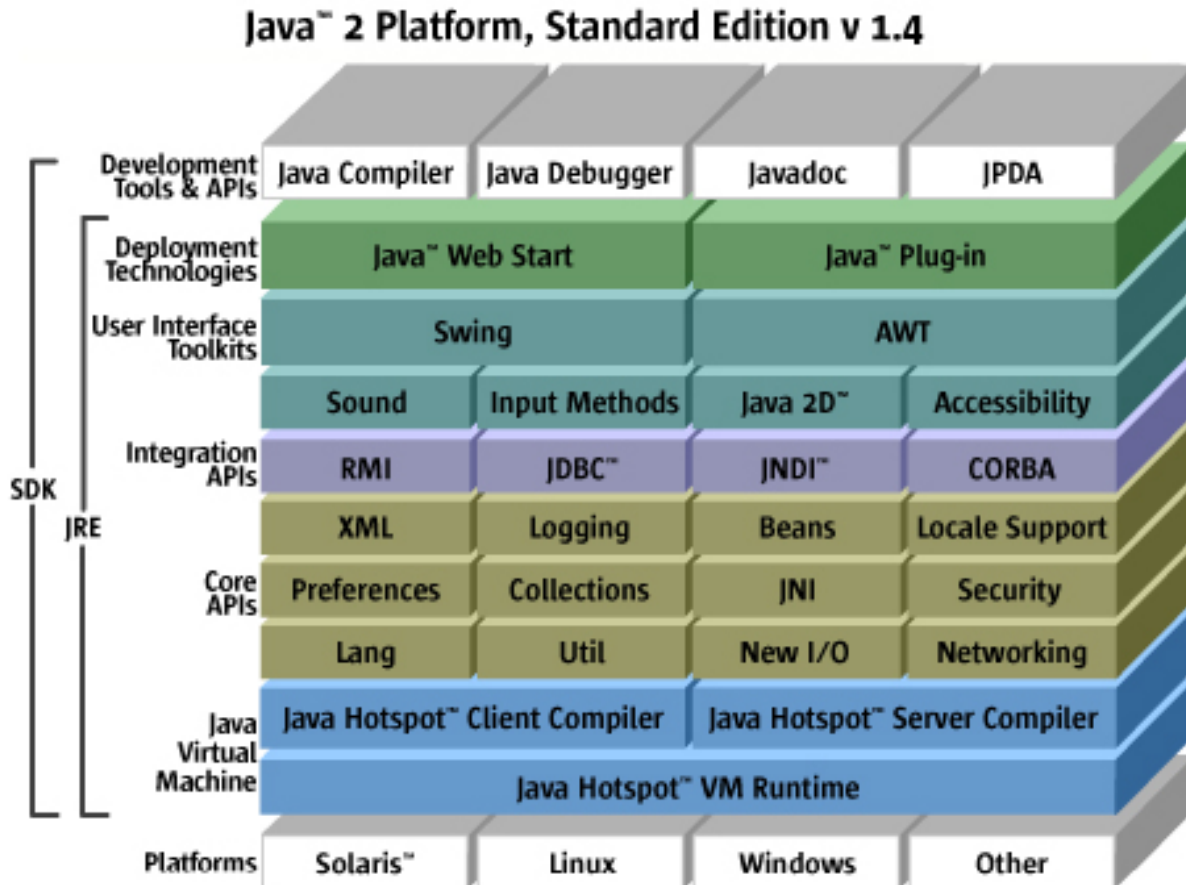 Java™ 2 Platform, Standard Edition v 1.4
Development
Tools & APIs
Java Compiler
Java Debugger
Javadoc
JPDA
Deployment
Technologies
Java™ Web Start
Java™ Plug-in
User Interface
Toolkits
Swing
AWT
Sound
Input Methods
Java 2D™
Accessibility
Integration
APIs
RMI
JDBC™
JNDI™
CORBA
SDK
JRE
XML
Logging
Beans
Locale Support
Core
APIs
Preferences
Collections
JNI
Security
Lang
Util
New I/O
Networking
Java
Virtual
Machine
Java Hotspot™ Client Compiler
Java Hotspot™ Server Compiler
Java Hotspot™ VM Runtime
Platforms
Solaris™
Linux
Windows
Other